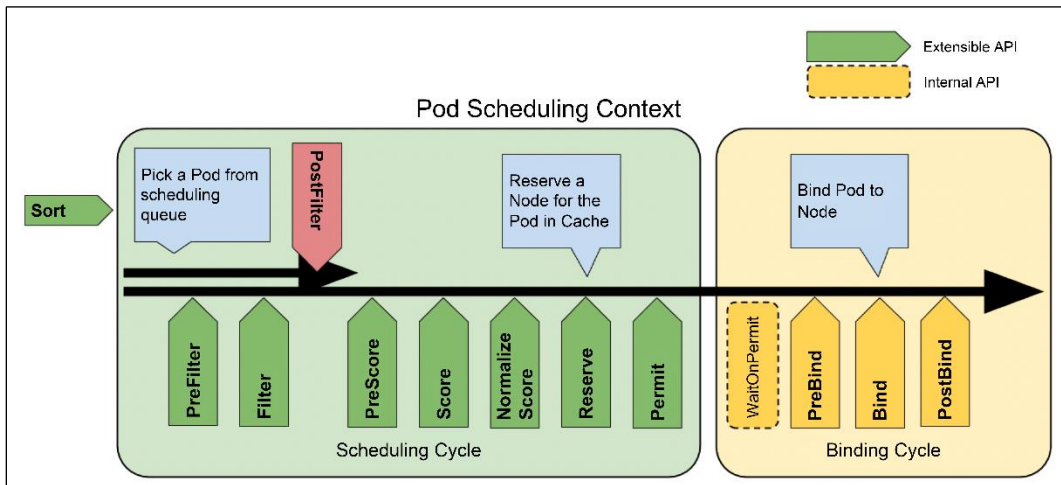 Extensible API
Internal API
Pod Scheduling Context
Sort
Pick a Pod from
scheduling
queue
PostFilter
Reserve a
Node for the
Pod in Cache
Bind Pod to
Node
PreFilter
Filter
PreScore
Score
Normalize
Score
Reserve
Permit
WaitOnPermit
PreBind
Bind
PostBind
Scheduling Cycle
Binding Cycle